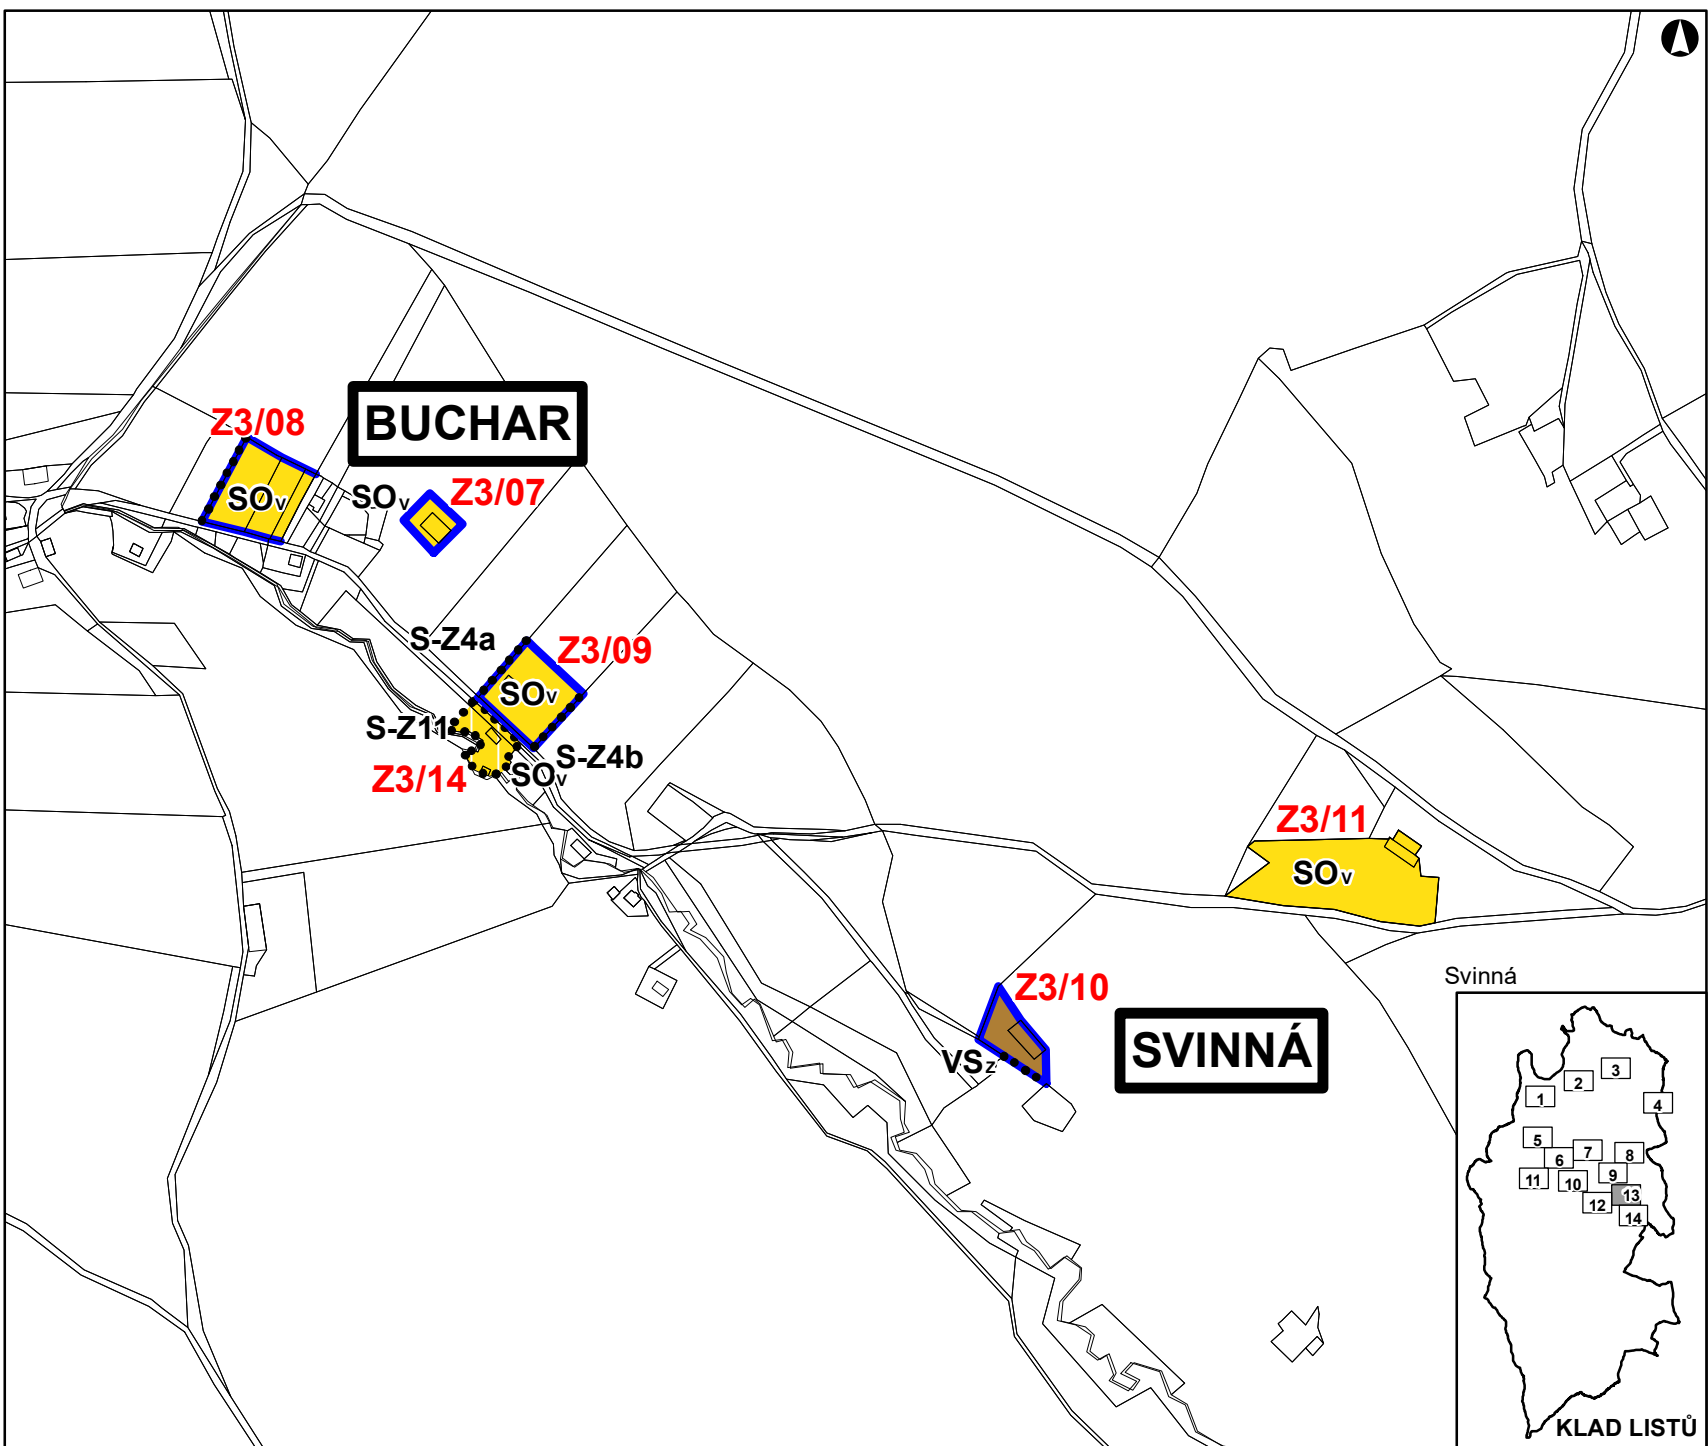 BUCHAR
Z3/08
SOv
SOv
Z3/07
S-Z4a
Z3/09
SOv
S-Z11
S-Z4b
Z3/14
SOv
Z3/11
SOv
Z3/10
VSz
SVINNÁ
Svinná
1
2
3
4
5
6
7
8
9
10
11
12
13
14
KLAD LISTŮ